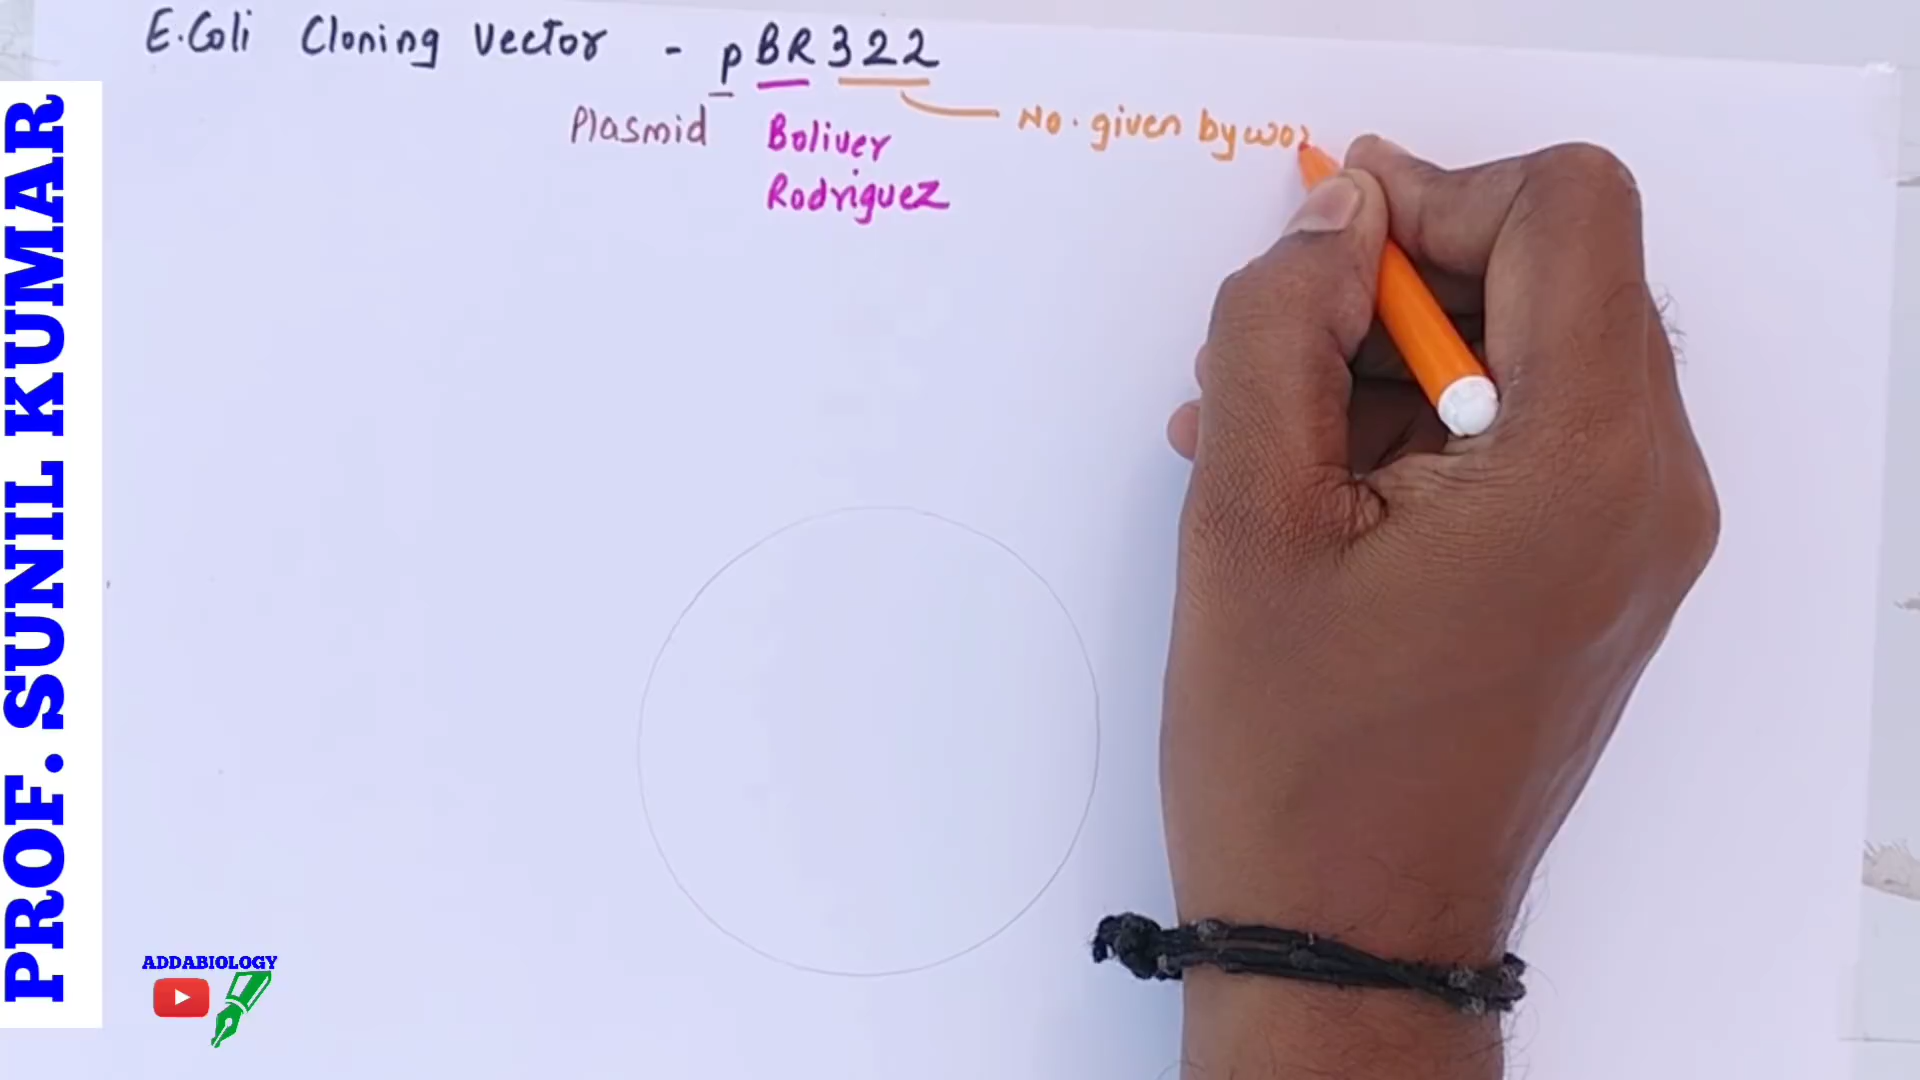 E.Coli Cloning Vector - pBR322
Plasmid
Boliver
Rodriguez
No. given by
PROF. SUNIL KUMAR
ADDABIOLOGY